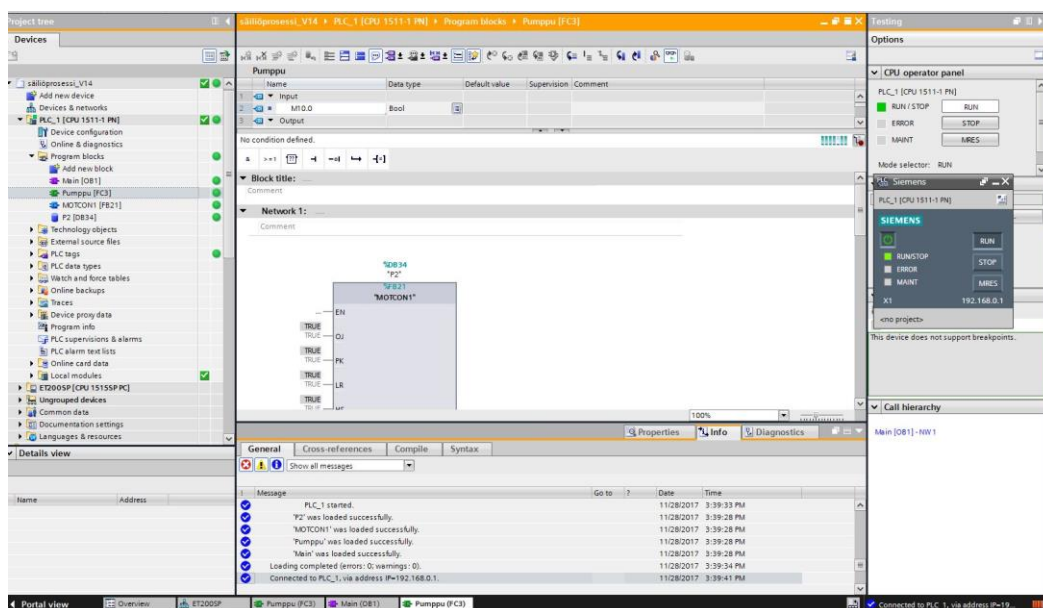 Project tree
Devices
säiliöprosessi_V14
Add new device
Devices & networks
PLC_1 [CPU 1511-1 PN]
Device configuration
Online & diagnostics
Program blocks
Add new block
Main [OB1]
Pumppu [FC3]
MOTCON1 [FB21]
P2 [DB34]
Technology objects
External source files
PLC tags
PLC data types
Watch and force tables
Online backups
Traces
Device proxy data
Program info
PLC supervisions & alarms
PLC alarm text lists
Online card data
Local modules
ET200SP [CPU 1515SP PC]
Ungrouped devices
Common data
Documentation settings
Languages & resources
Details view
Name Address
säiliöprosessi_V14 PLC_1 [CPU 1511-1 PN] Program blocks Pumppu [FC3]
Pumppu
Name Data type Default value Supervision Comment
1 Input
2 M10.0 Bool
3 Output
No condition defined.
& >=1
Block title: ...
Comment
Network 1: ...
Comment
%DB34
"P2"
%FB21
"MOTCON1"
... EN
TRUE
TRUE OJ
TRUE
TRUE PK
TRUE
TRUE LR
TRUE
100%
Properties Info Diagnostics
General Cross-references Compile Syntax
Show all messages
! Message Go to ? Date Time
PLC_1 started. 11/28/2017 3:39:33 PM
'P2' was loaded successfully. 11/28/2017 3:39:28 PM
'MOTCON1' was loaded successfully. 11/28/2017 3:39:28 PM
'Pumppu' was loaded successfully. 11/28/2017 3:39:28 PM
'Main' was loaded successfully. 11/28/2017 3:39:28 PM
Loading completed (errors: 0; warnings: 0). 11/28/2017 3:39:34 PM
Connected to PLC_1, via address IP=192.168.0.1. 11/28/2017 3:39:41 PM
Testing
Options
CPU operator panel
PLC_1 [CPU 1511-1 PN]
RUN / STOP RUN
ERROR STOP
MAINT MRES
Mode selector: RUN
Siemens
PLC_1 [CPU 1511-1 PN]
SIEMENS
RUN
RUN/STOP
STOP
ERROR
MAINT MRES
X1 192.168.0.1
<no project>
This device does not support breakpoints.
Call hierarchy
Main [OB1] - NW1
Portal view Overview ET200SP Pumppu (FC3) Main (OB1) Pumppu (FC3) Connected to PLC_1, via address IP=19...